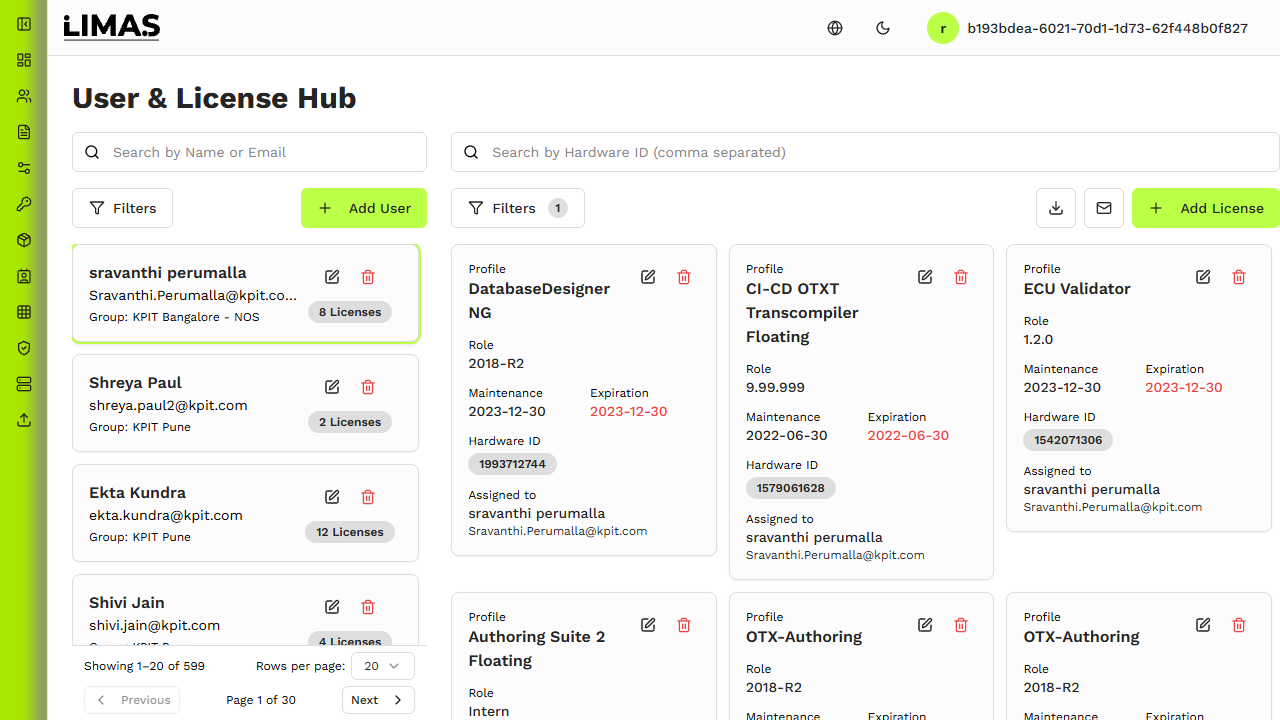 LIMAS
r b193bdea-6021-70d1-1d73-62f448b0f827
User & License Hub
Search by Name or Email
Search by Hardware ID (comma separated)
Filters
Add User
Filters 1
Add License
sravanthi perumalla
Sravanthi.Perumalla@kpit.co...
8 Licenses
Group: KPIT Bangalore - NOS
Shreya Paul
shreya.paul2@kpit.com
2 Licenses
Group: KPIT Pune
Ekta Kundra
ekta.kundra@kpit.com
12 Licenses
Group: KPIT Pune
Shivi Jain
shivi.jain@kpit.com
4 Licenses
Showing 1–20 of 599
Rows per page: 20
Previous
Page 1 of 30
Next
Profile
DatabaseDesigner
NG
Role
2018-R2
Maintenance Expiration
2023-12-30 2023-12-30
Hardware ID
1993712744
Assigned to
sravanthi perumalla
Sravanthi.Perumalla@kpit.com
Profile
CI-CD OTXT
Transcompiler
Floating
Role
9.99.999
Maintenance Expiration
2022-06-30 2022-06-30
Hardware ID
1579061628
Assigned to
sravanthi perumalla
Sravanthi.Perumalla@kpit.com
Profile
ECU Validator
Role
1.2.0
Maintenance Expiration
2023-12-30 2023-12-30
Hardware ID
1542071306
Assigned to
sravanthi perumalla
Sravanthi.Perumalla@kpit.com
Profile
Authoring Suite 2
Floating
Role
Intern
Profile
OTX-Authoring
Role
2018-R2
Maintenance Expiration
Profile
OTX-Authoring
Role
2018-R2
Maintenance Expiration